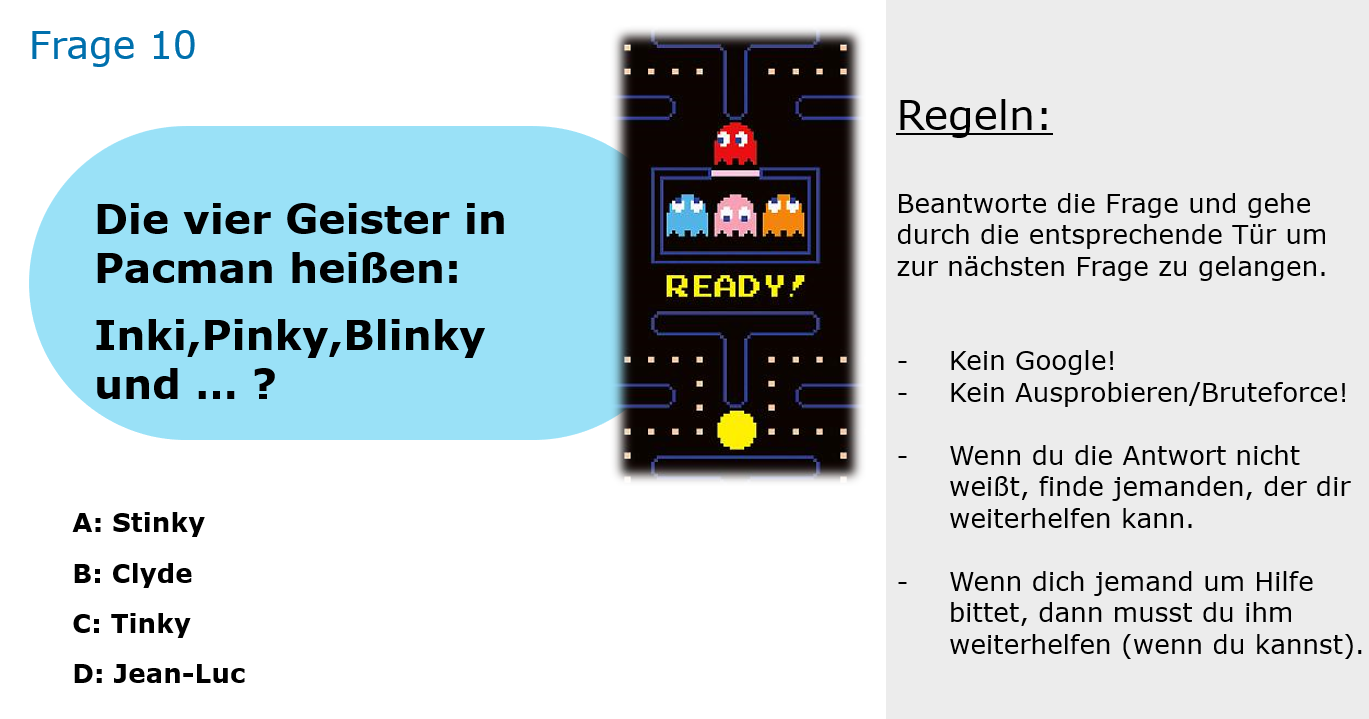 Frage 10
Die vier Geister in
Pacman heißen:
Inki,Pinky,Blinky
und ... ?
READY!
A: Stinky
B: Clyde
C: Tinky
D: Jean-Luc
Regeln:
Beantworte die Frage und gehe
durch die entsprechende Tür um
zur nächsten Frage zu gelangen.
- Kein Google!
- Kein Ausprobieren/Bruteforce!
- Wenn du die Antwort nicht
weißt, finde jemanden, der dir
weiterhelfen kann.
- Wenn dich jemand um Hilfe
bittet, dann musst du ihm
weiterhelfen (wenn du kannst).